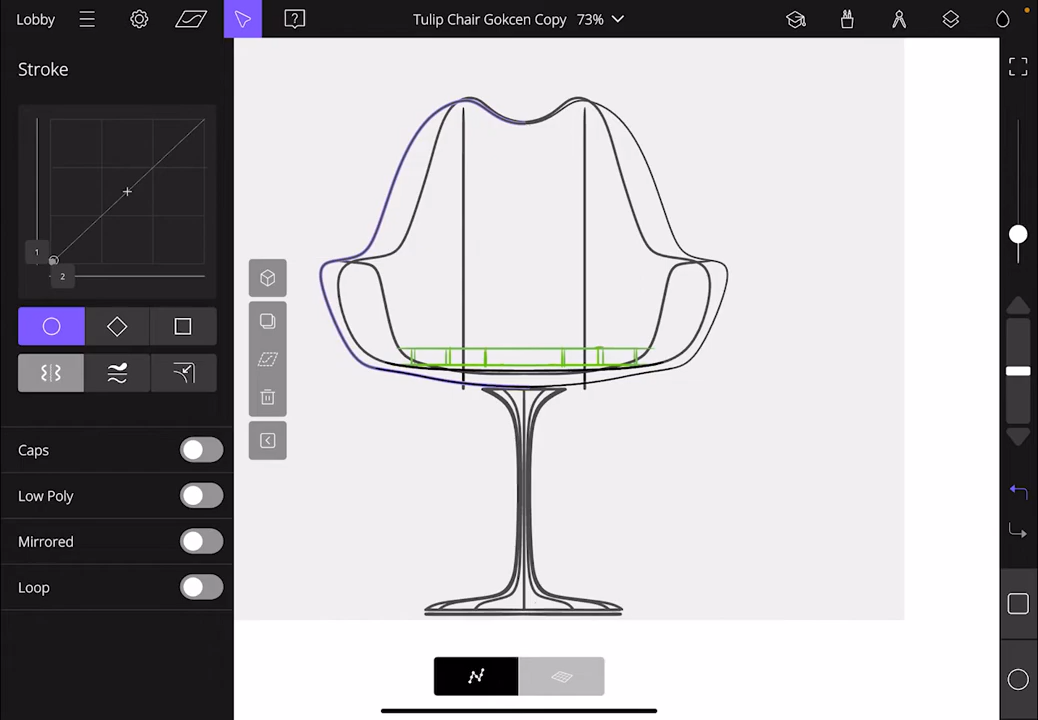 Lobby
Tulip Chair Gokcen Copy 73%
Stroke
1
2
Caps
Low Poly
Mirrored
Loop